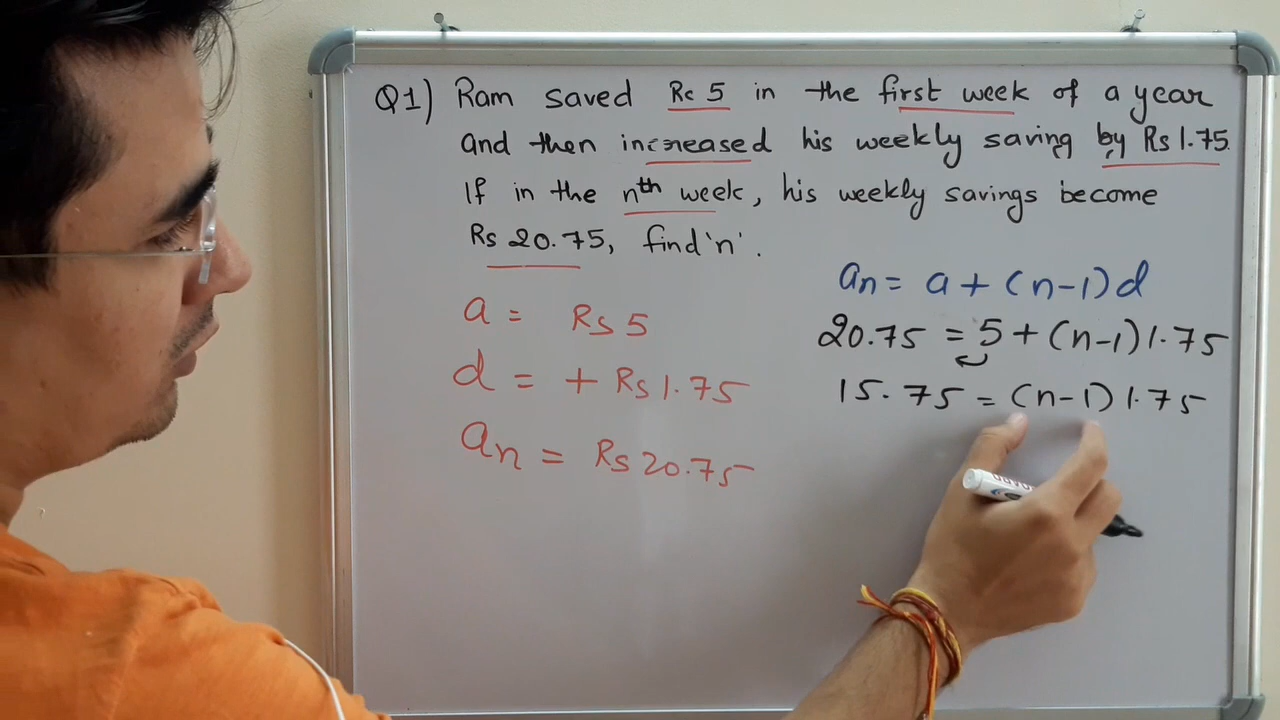 Q1) Ram saved Rs 5 in the first week of a year
and then increased his weekly saving by Rs 1.75.
If in the nth week, his weekly savings become
Rs 20.75, find 'n'.
a = Rs 5
d = + Rs 1.75
an = Rs 20.75
an = a + (n-1)d
20.75 = 5 + (n-1) 1.75
15.75 = (n-1) 1.75